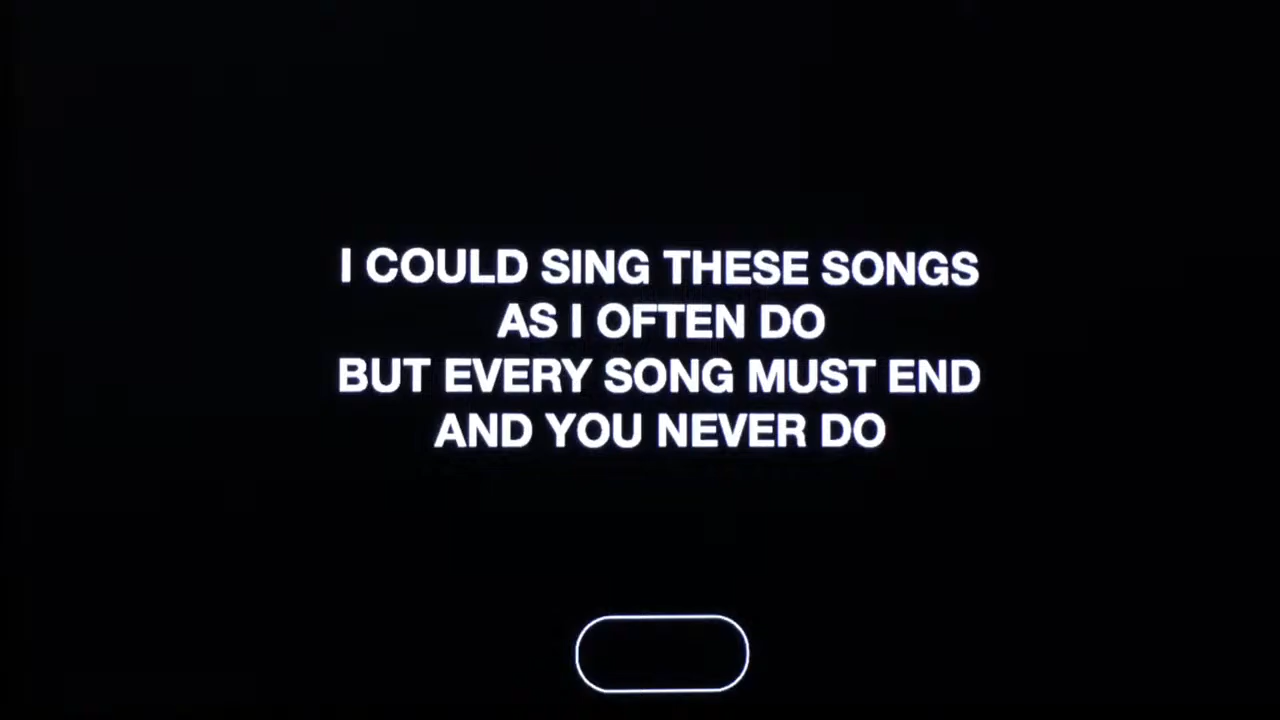 I COULD SING THESE SONGS
AS I OFTEN DO
BUT EVERY SONG MUST END
AND YOU NEVER DO